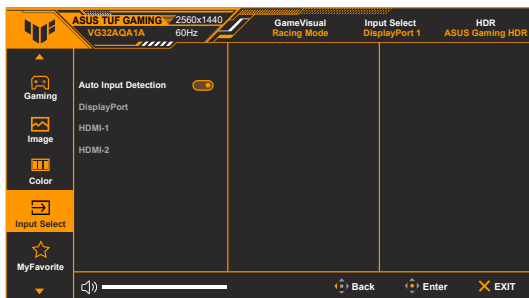 ASUS TUF GAMING 2560x1440 GameVisual Input Select HDR
VG32AQA1A 60Hz Racing Mode DisplayPort 1 ASUS Gaming HDR
Gaming
Image
Color
Input Select
MyFavorite
Auto Input Detection
DisplayPort
HDMI-1
HDMI-2
Back Enter EXIT